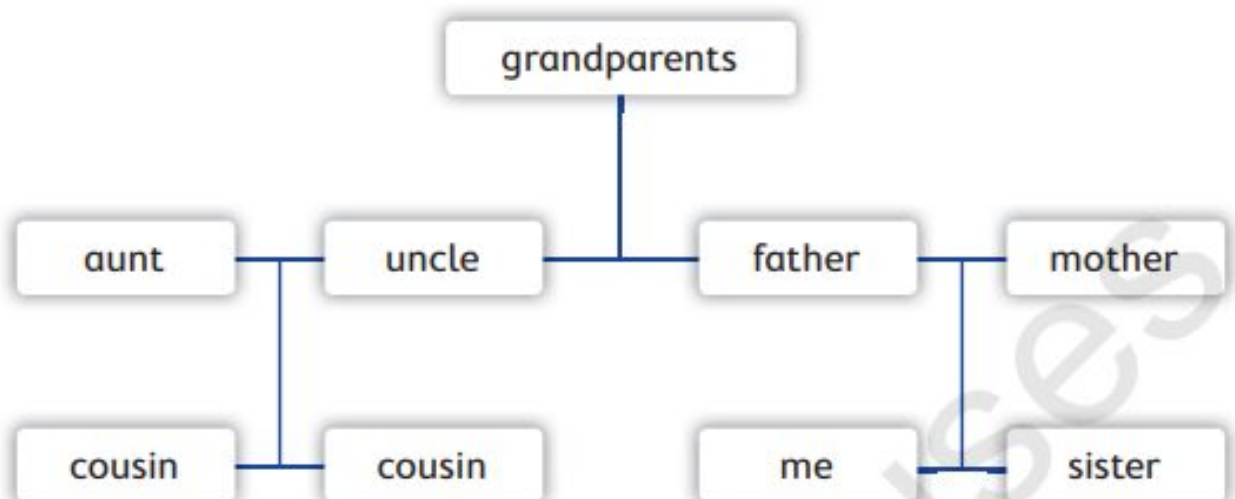 grandparents
aunt uncle father mother
cousin cousin me sister